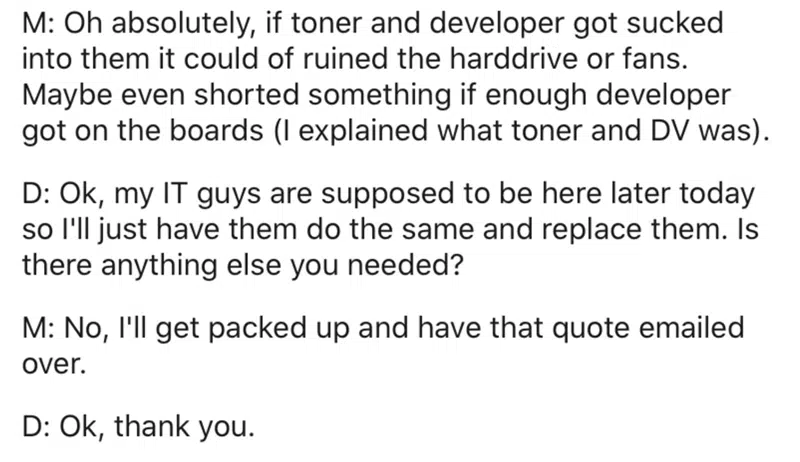 M: Oh absolutely, if toner and developer got sucked
into them it could of ruined the harddrive or fans.
Maybe even shorted something if enough developer
got on the boards (I explained what toner and DV was).
D: Ok, my IT guys are supposed to be here later today
so I'll just have them do the same and replace them. Is
there anything else you needed?
M: No, I'll get packed up and have that quote emailed
over.
D: Ok, thank you.